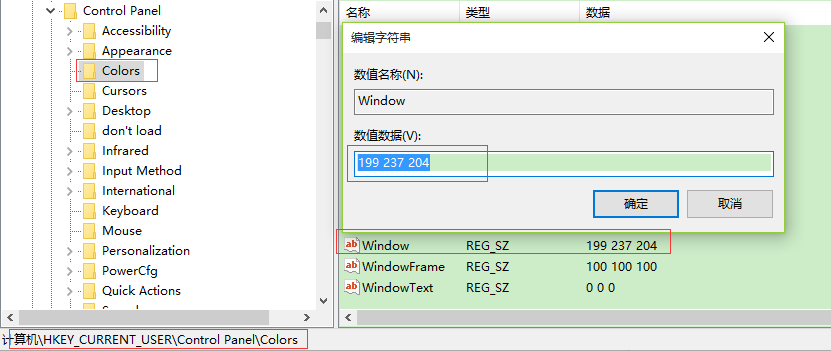 Control Panel
Accessibility
Appearance
Colors
Cursors
Desktop
don't load
Infrared
Input Method
International
Keyboard
Mouse
Personalization
PowerCfg
Quick Actions
名称 类型 数据
编辑字符串
数值名称(N):
Window
数值数据(V):
199 237 204
确定 取消
ab Window REG_SZ 199 237 204
ab WindowFrame REG_SZ 100 100 100
ab WindowText REG_SZ 0 0 0
计算机\HKEY_CURRENT_USER\Control Panel\Colors